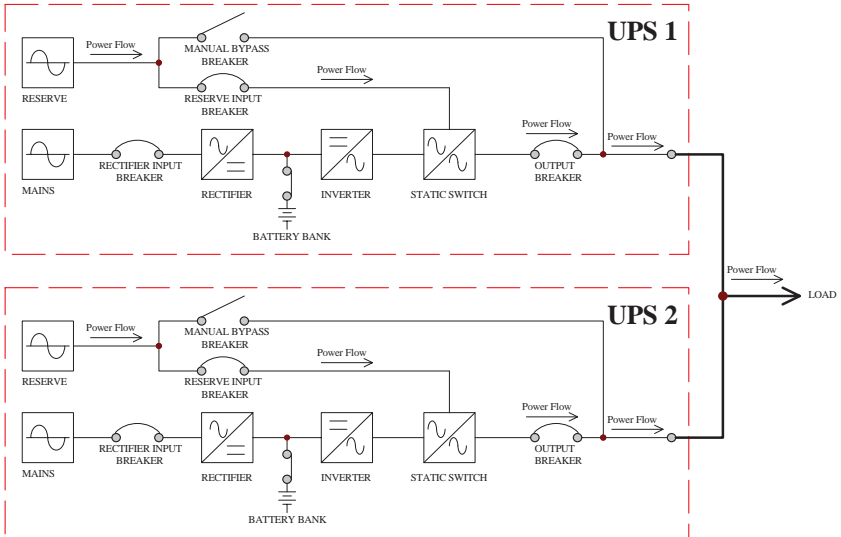 UPS 1
Power Flow
MANUAL BYPASS
BREAKER
RESERVE
Power Flow
RESERVE INPUT
BREAKER
Power Flow
Power Flow
MAINS
RECTIFIER INPUT
BREAKER
RECTIFIER
INVERTER
STATIC SWITCH
OUTPUT
BREAKER
BATTERY BANK
Power Flow
LOAD
UPS 2
Power Flow
MANUAL BYPASS
BREAKER
RESERVE
Power Flow
RESERVE INPUT
BREAKER
Power Flow
Power Flow
MAINS
RECTIFIER INPUT
BREAKER
RECTIFIER
INVERTER
STATIC SWITCH
OUTPUT
BREAKER
BATTERY BANK